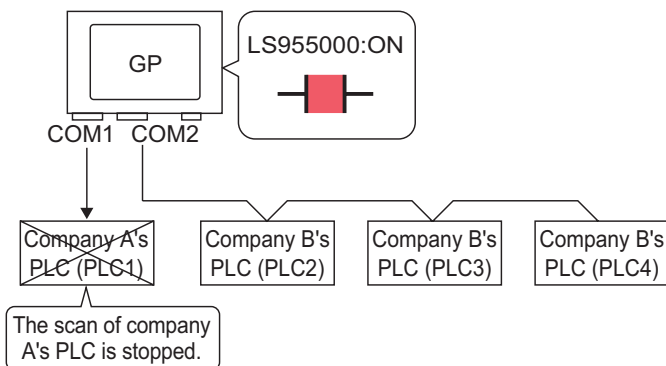 GP
LS955000:ON
COM1 COM2
Company A's
PLC (PLC1)
Company B's
PLC (PLC2)
Company B's
PLC (PLC3)
Company B's
PLC (PLC4)
The scan of company
A's PLC is stopped.